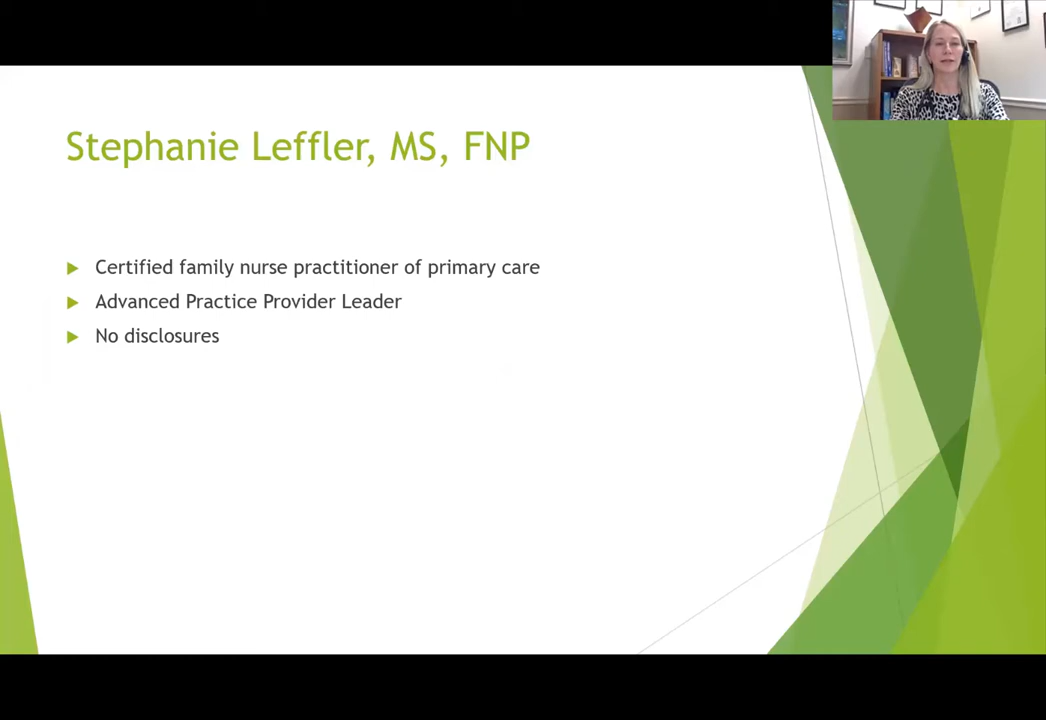 Stephanie Leffler, MS, FNP
Certified family nurse practitioner of primary care
Advanced Practice Provider Leader
No disclosures